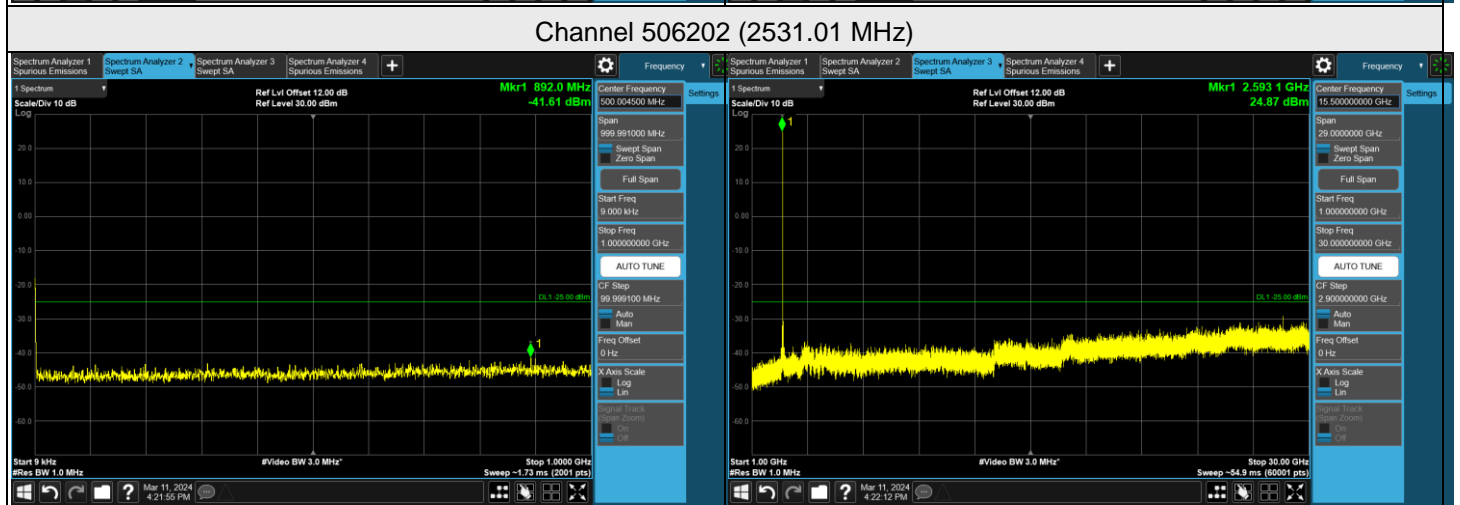 Channel 506202 (2531.01 MHz)
Spectrum Analyzer 1
Spurious Emissions
Spectrum Analyzer 2
Swept SA
Spectrum Analyzer 3
Swept SA
Spectrum Analyzer 4
Spurious Emissions
Frequency
1 Spectrum
Scale/Div 10 dB
Log
Ref Lvl Offset 12.00 dB
Ref Level 30.00 dBm
Mkr1 892.0 MHz
-41.61 dBm
20.0
10.0
0.00
-10.0
-20.0
-30.0
-40.0
-50.0
-60.0
DL1 -25.00 dBm
1
Start 9 kHz
#Res BW 1.0 MHz
#Video BW 3.0 MHz*
Stop 1.0000 GHz
Sweep ~1.73 ms (2001 pts)
Center Frequency
500.004500 MHz
Settings
Span
999.991000 MHz
Swept Span
Zero Span
Full Span
Start Freq
9.000 kHz
Stop Freq
1.000000000 GHz
AUTO TUNE
CF Step
99.999100 MHz
Auto
Man
Freq Offset
0 Hz
X Axis Scale
Log
Lin
Signal Track
(Span Zoom)
On
Off
?
Mar 11, 2024
4:21:55 PM
Spectrum Analyzer 1
Spurious Emissions
Spectrum Analyzer 2
Swept SA
Spectrum Analyzer 3
Swept SA
Spectrum Analyzer 4
Spurious Emissions
Frequency
1 Spectrum
Scale/Div 10 dB
Log
Ref Lvl Offset 12.00 dB
Ref Level 30.00 dBm
Mkr1 2.593 1 GHz
24.87 dBm
1
20.0
10.0
0.00
-10.0
-20.0
-30.0
-40.0
-50.0
-60.0
DL1 -25.00 dBm
Start 1.00 GHz
#Res BW 1.0 MHz
#Video BW 3.0 MHz*
Stop 30.00 GHz
Sweep ~54.9 ms (60001 pts)
Center Frequency
15.500000000 GHz
Settings
Span
29.0000000 GHz
Swept Span
Zero Span
Full Span
Start Freq
1.000000000 GHz
Stop Freq
30.000000000 GHz
AUTO TUNE
CF Step
2.900000000 GHz
Auto
Man
Freq Offset
0 Hz
X Axis Scale
Log
Lin
Signal Track
(Span Zoom)
On
Off
?
Mar 11, 2024
4:22:12 PM